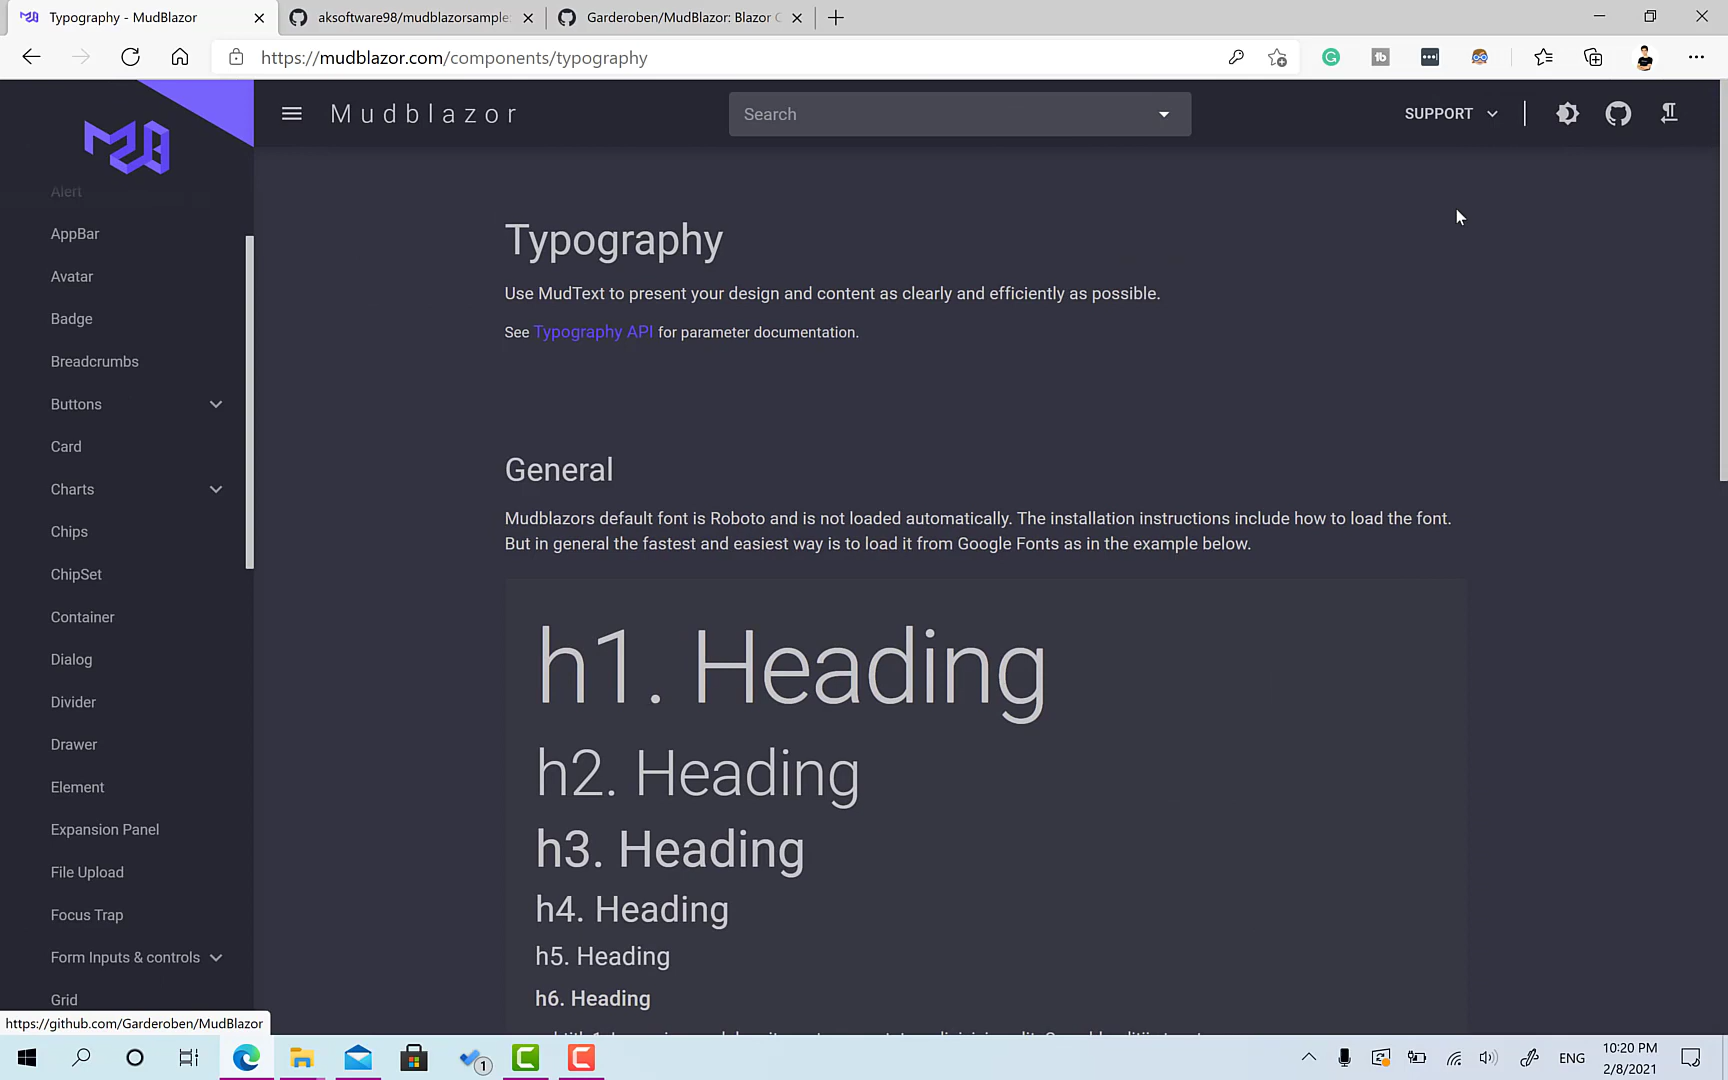 Typography - MudBlazor
aksoftware98/mudblazorsample
Garderoben/MudBlazor: Blazor C
https://mudblazor.com/components/typography
Mudblazor
Search
SUPPORT
Alert
AppBar
Avatar
Badge
Breadcrumbs
Buttons
Card
Charts
Chips
ChipSet
Container
Dialog
Divider
Drawer
Element
Expansion Panel
File Upload
Focus Trap
Form Inputs & controls
Grid
Typography
Use MudText to present your design and content as clearly and efficiently as possible.
See Typography API for parameter documentation.
General
Mudblazors default font is Roboto and is not loaded automatically. The installation instructions include how to load the font.
But in general the fastest and easiest way is to load it from Google Fonts as in the example below.
h1. Heading
h2. Heading
h3. Heading
h4. Heading
h5. Heading
h6. Heading
https://github.com/Garderoben/MudBlazor
1
ENG
10:20 PM
2/8/2021